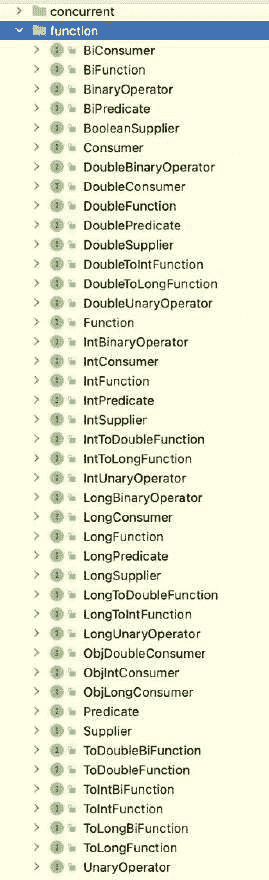 concurrent
function
BiConsumer
BiFunction
BinaryOperator
BiPredicate
BooleanSupplier
Consumer
DoubleBinaryOperator
DoubleConsumer
DoubleFunction
DoublePredicate
DoubleSupplier
DoubleToIntFunction
DoubleToLongFunction
DoubleUnaryOperator
Function
IntBinaryOperator
IntConsumer
IntFunction
IntPredicate
IntSupplier
IntToDoubleFunction
IntToLongFunction
IntUnaryOperator
LongBinaryOperator
LongConsumer
LongFunction
LongPredicate
LongSupplier
LongToDoubleFunction
LongToIntFunction
LongUnaryOperator
ObjDoubleConsumer
ObjIntConsumer
ObjLongConsumer
Predicate
Supplier
ToDoubleBiFunction
ToDoubleFunction
ToIntBiFunction
ToIntFunction
ToLongBiFunction
ToLongFunction
UnaryOperator